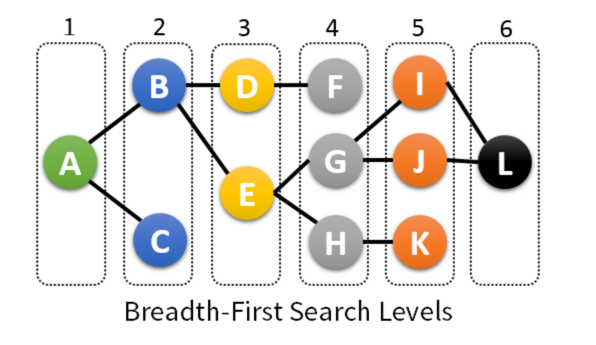 1 2 3 4 5 6
B D F I
A G J L
E
C H K
Breadth-First Search Levels